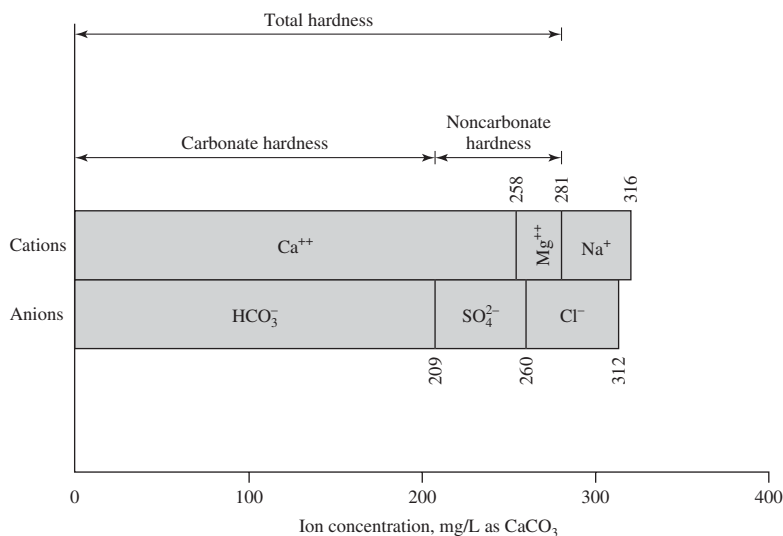 Total hardness
Carbonate hardness
Noncarbonate
hardness
258
281
316
Cations
Ca⁺⁺
Mg⁺⁺
Na⁺
Anions
HCO₃⁻
SO₄²⁻
Cl⁻
209
260
312
0
100
200
300
400
Ion concentration, mg/L as CaCO₃